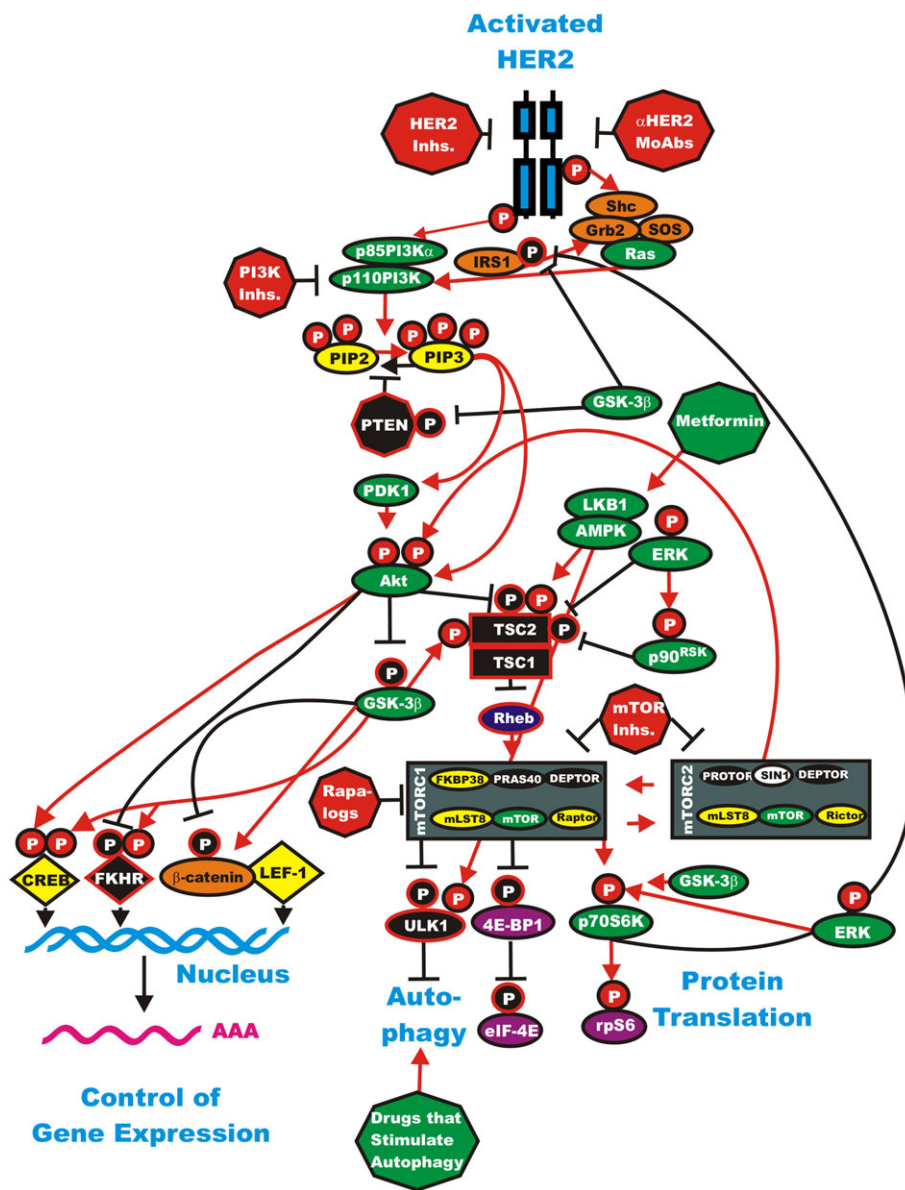 Activated
HER2
HER2
Inhs.
αHER2
MoAbs
P
Shc
P
Grb2
SOS
p85PI3Kα
P
IRS1
Ras
PI3K
Inhs.
p110PI3K
P
P
P
P
P
PIP2
PIP3
GSK-3β
PTEN
P
Metformin
PDK1
LKB1
AMPK
P
ERK
P
P
Akt
P
P
P
TSC2
P
P
p90RSK
TSC1
P
GSK-3β
Rheb
mTOR
Inhs.
Rapa-
logs
mTORC1
FKBP38
PRAS40
DEPTOR
mLST8
mTOR
Raptor
mTORC2
PROTOR
SIN1
DEPTOR
mLST8
mTOR
Rictor
P
P
P
P
P
CREB
FKHR
β-catenin
LEF-1
P
P
ULK1
P
4E-BP1
P
p70S6K
GSK-3β
P
ERK
Nucleus
AAA
Auto-
phagy
P
eIF-4E
P
rpS6
Protein
Translation
Control of
Gene Expression
Drugs that
Stimulate
Autophagy